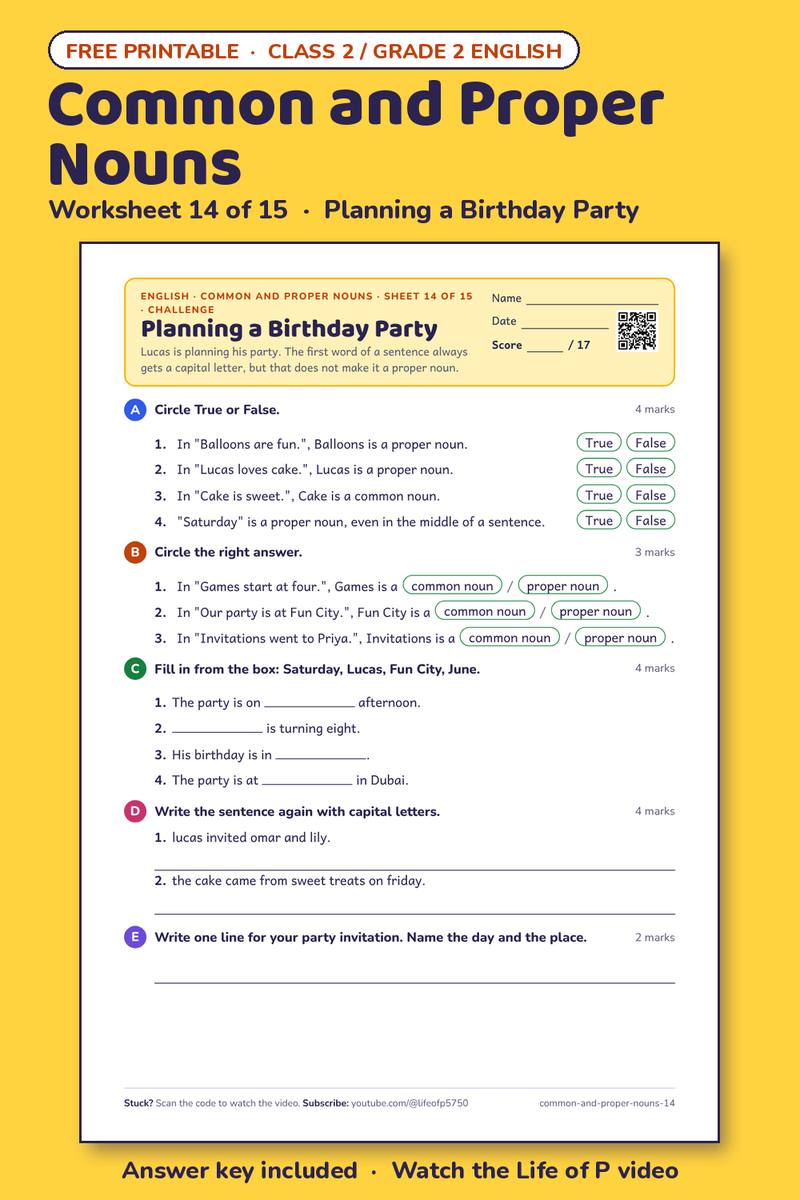 FREE PRINTABLE · CLASS 2 / GRADE 2 ENGLISH
Common and Proper
Nouns
Worksheet 14 of 15 · Planning a Birthday Party
ENGLISH · COMMON AND PROPER NOUNS · SHEET 14 OF 15
· CHALLENGE
Planning a Birthday Party
Lucas is planning his party. The first word of a sentence always
gets a capital letter, but that does not make it a proper noun.
Name ____________
Date ____________
Score ______ / 17
A Circle True or False. 4 marks
1. In "Balloons are fun.", Balloons is a proper noun. True False
2. In "Lucas loves cake.", Lucas is a proper noun. True False
3. In "Cake is sweet.", Cake is a common noun. True False
4. "Saturday" is a proper noun, even in the middle of a sentence. True False
B Circle the right answer. 3 marks
1. In "Games start at four.", Games is a common noun / proper noun .
2. In "Our party is at Fun City.", Fun City is a common noun / proper noun .
3. In "Invitations went to Priya.", Invitations is a common noun / proper noun .
C Fill in from the box: Saturday, Lucas, Fun City, June. 4 marks
1. The party is on ____________ afternoon.
2. ____________ is turning eight.
3. His birthday is in ____________.
4. The party is at ____________ in Dubai.
D Write the sentence again with capital letters. 4 marks
1. lucas invited omar and lily.
2. the cake came from sweet treats on friday.
E Write one line for your party invitation. Name the day and the place. 2 marks
Stuck? Scan the code to watch the video. Subscribe: youtube.com/@lifeofp5750
common-and-proper-nouns-14
Answer key included · Watch the Life of P video